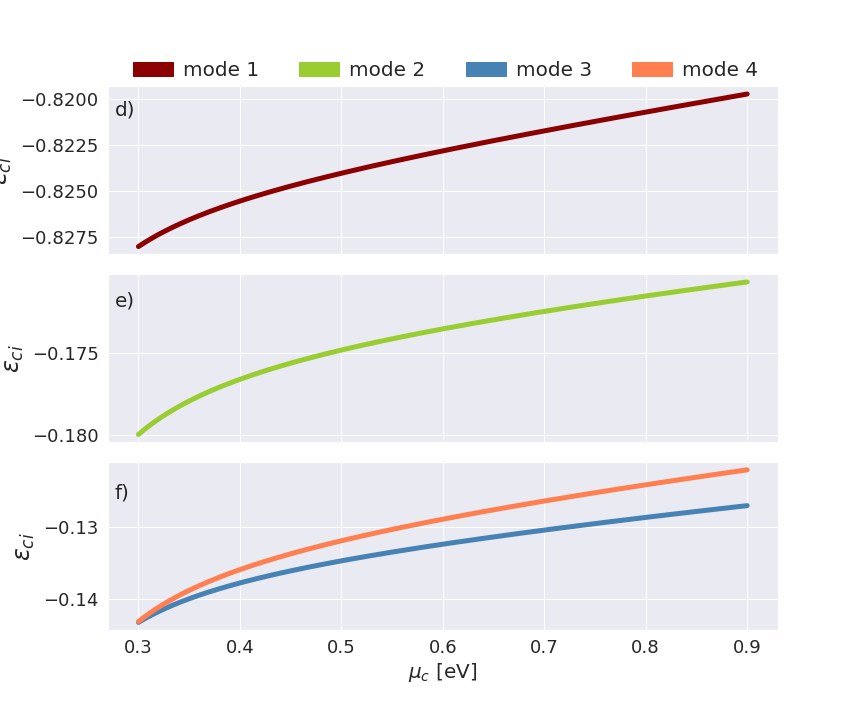 mode 1 mode 2 mode 3 mode 4
d)
−0.8200
−0.8225
−0.8250
−0.8275
ε_ci
e)
−0.175
−0.180
ε_ci
f)
−0.13
−0.14
ε_ci
0.3 0.4 0.5 0.6 0.7 0.8 0.9
μ_c [eV]